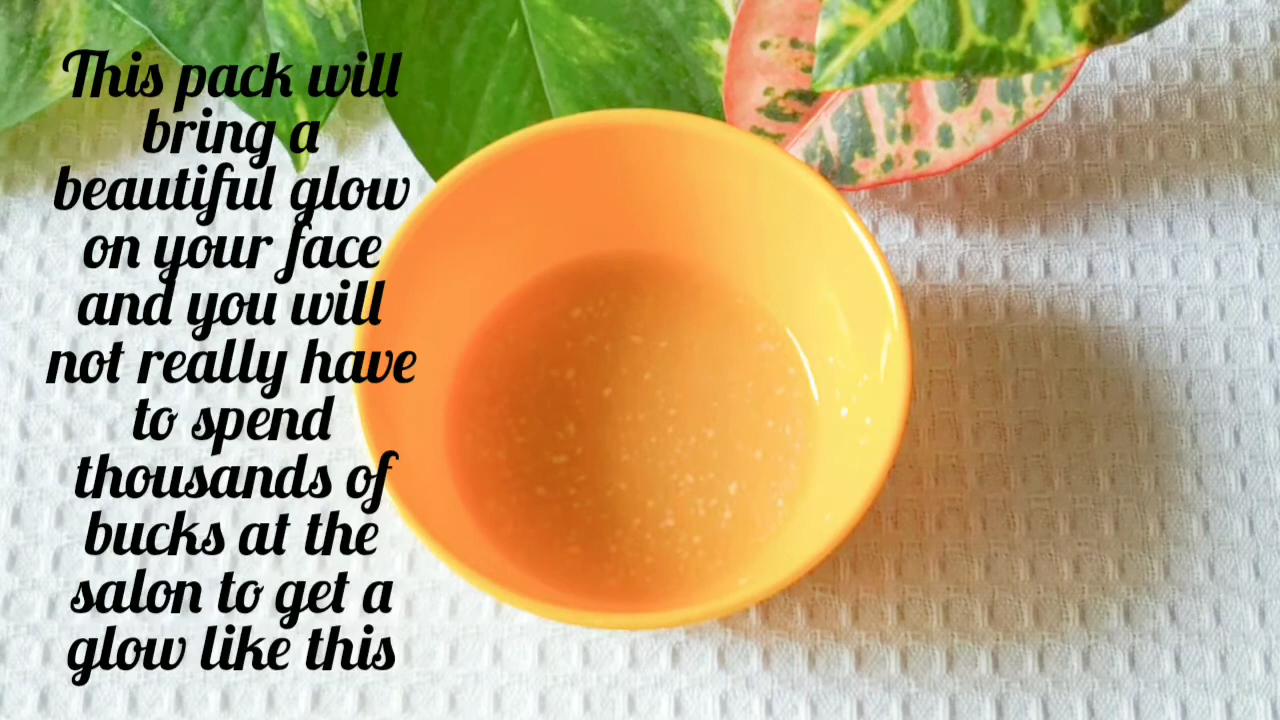 This pack will
bring a
beautiful glow
on your face
and you will
not really have
to spend
thousands of
bucks at the
salon to get a
glow like this